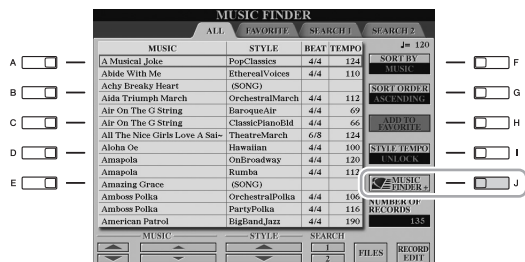 MUSIC FINDER
ALL FAVORITE SEARCH 1 SEARCH 2
MUSIC STYLE BEAT TEMPO
♩= 120
A Musical Joke PopClassics 4/4 124
Abide With Me EtherealVoices 4/4 110
Achy Breaky Heart (SONG)
Aida Triumph March OrchestralMarch 4/4 112
Air On The G String BaroqueAir 4/4 69
Air On The G String ClassicPianoBld 4/4 66
All The Nice Girls Love A Sai~ TheatreMarch 6/8 124
Aloha Oe Hawaiian 4/4 100
Amapola OnBroadway 4/4 120
Amapola Rumba 4/4 112
Amazing Grace (SONG)
Amboss Polka OrchestralPolka 4/4 106
Amboss Polka PartyPolka 4/4 116
American Patrol BigBandJazz 4/4 190
SORT BY
MUSIC
SORT ORDER
ASCENDING
ADD TO
FAVORITE
STYLE TEMPO
UNLOCK
MUSIC
FINDER +
NUMBER OF
RECORDS
135
MUSIC STYLE SEARCH
1
2
FILES
RECORD
EDIT
A
B
C
D
E
F
G
H
I
J